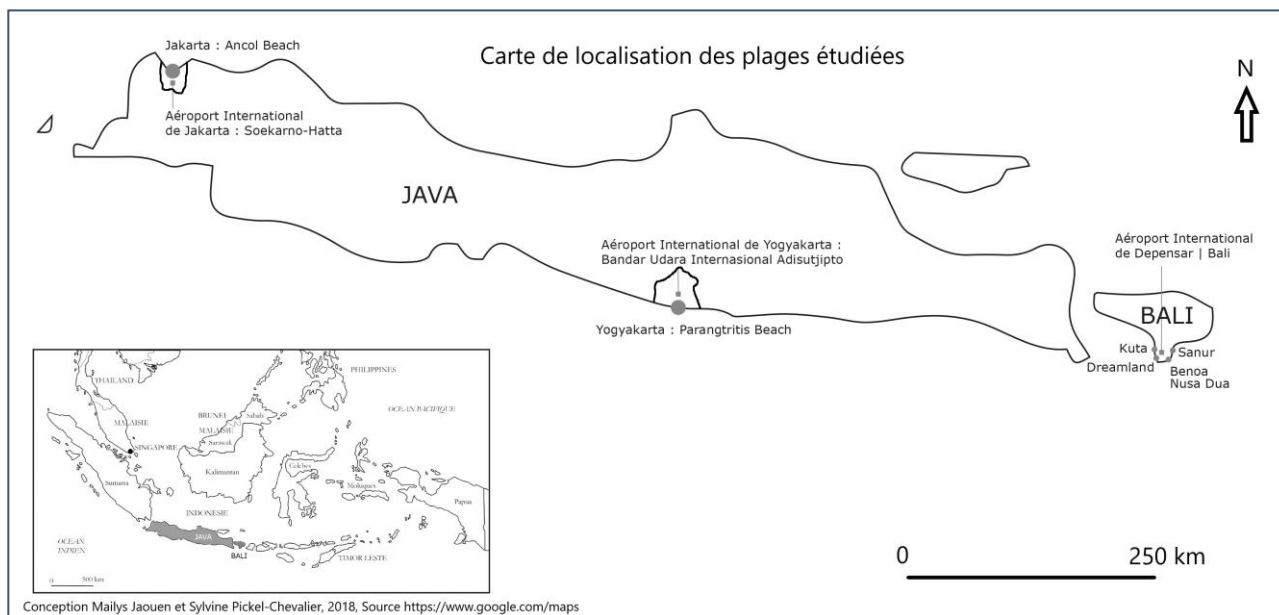 Carte de localisation des plages étudiées
N
Jakarta : Ancol Beach
Aéroport International
de Jakarta : Soekarno-Hatta
JAVA
Aéroport International de Yogyakarta :
Bandar Udara Internasional Adisutjipto
Yogyakarta : Parangtritis Beach
Aéroport International
de Depensar | Bali
BALI
Kuta
Sanur
Dreamland
Benoa
Nusa Dua
THAILAND
PHILIPPINES
OCEAN PACIFIQUE
BRUNEI
Sabah
MALAISIE
MALAISIE
Sarawak
SINGAPORE
Kalimantan
Celebes
Sumatra
Moluques
Papua
INDONESIE
OCEAN
INDIEN
JAVA
BALI
TIMOR LESTE
0 500 km
0 250 km
Conception Mailys Jaouen et Sylvine Pickel-Chevalier, 2018, Source https://www.google.com/maps